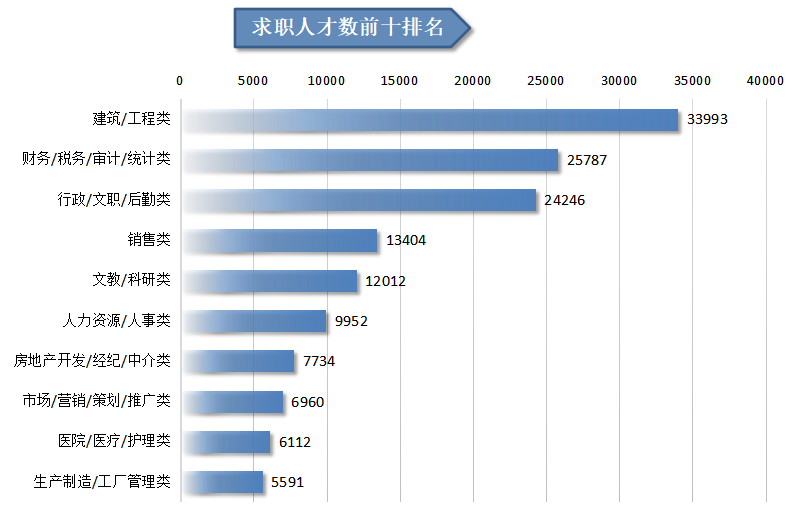 求职人才数前十排名
0 5000 10000 15000 20000 25000 30000 35000 40000
建筑/工程类 33993
财务/税务/审计/统计类 25787
行政/文职/后勤类 24246
销售类 13404
文教/科研类 12012
人力资源/人事类 9952
房地产开发/经纪/中介类 7734
市场/营销/策划/推广类 6960
医院/医疗/护理类 6112
生产制造/工厂管理类 5591